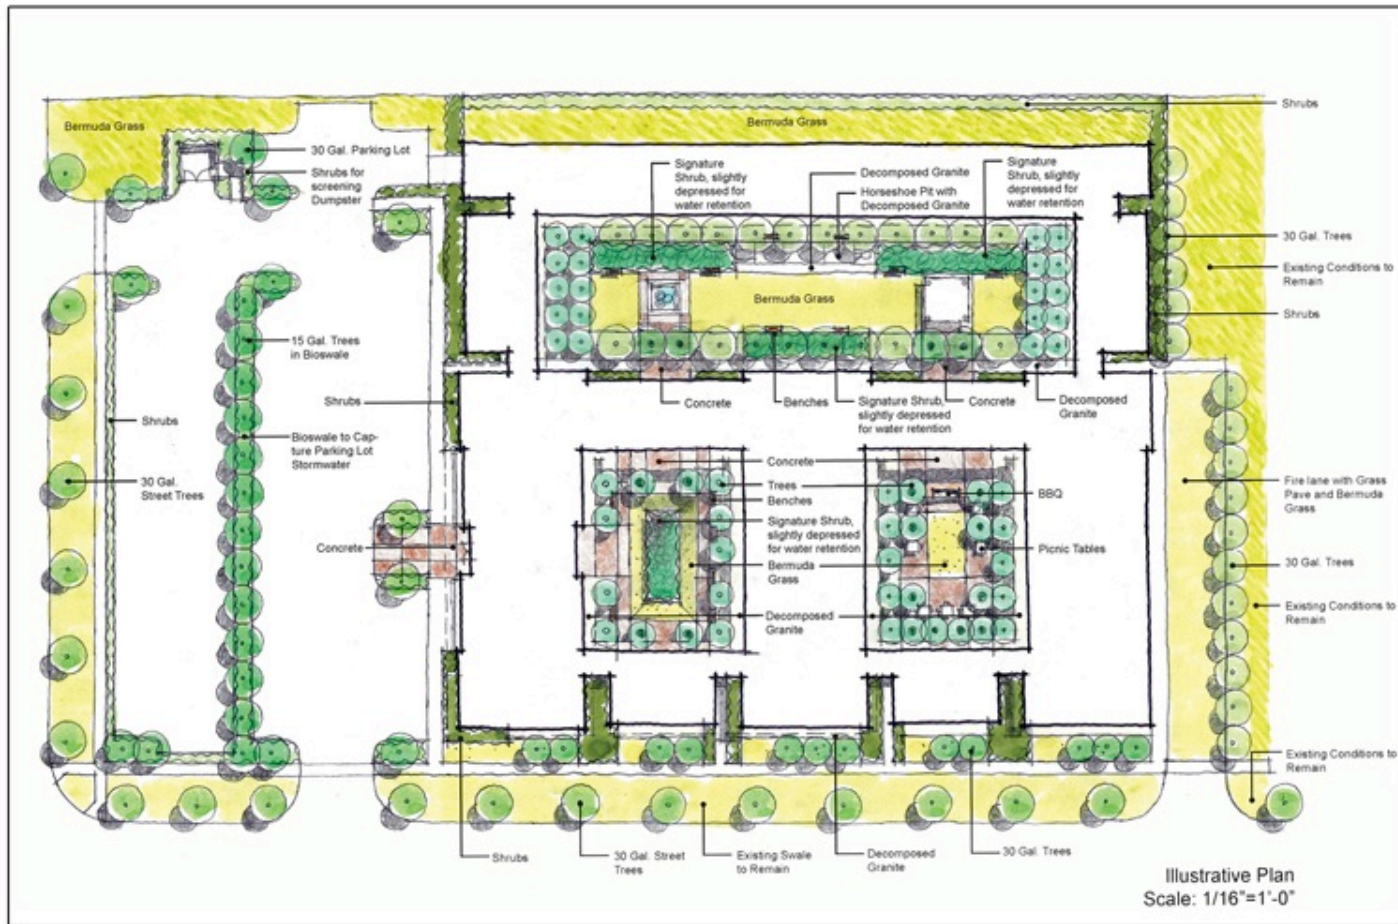 Bermuda Grass
30 Gal. Parking Lot
Shrubs for
screening
Dumpster
Signature
Shrub, slightly
depressed for
water retention
Bermuda Grass
Decomposed Granite
Horseshoe Pit with
Decomposed Granite
Signature
Shrub, slightly
depressed for
water retention
Shrubs
30 Gal. Trees
Existing Conditions to
Remain
Shrubs
Bermuda Grass
15 Gal. Trees
in Bioswale
Shrubs
Shrubs
Bioswale to Cap-
ture Parking Lot
Stormwater
30 Gal.
Street Trees
Concrete
Benches
Signature Shrub,
slightly depressed
for water retention
Concrete
Decomposed
Granite
Concrete
Trees
Benches
BBQ
Signature Shrub,
slightly depressed
for water retention
Concrete
Picnic Tables
Bermuda
Grass
Decomposed
Granite
Fire lane with Grass
Pave and Bermuda
Grass
30 Gal. Trees
Existing Conditions to
Remain
Existing Conditions to
Remain
Shrubs
30 Gal. Street
Trees
Existing Swale
to Remain
Decomposed
Granite
30 Gal. Trees
Illustrative Plan
Scale: 1/16"=1'-0"